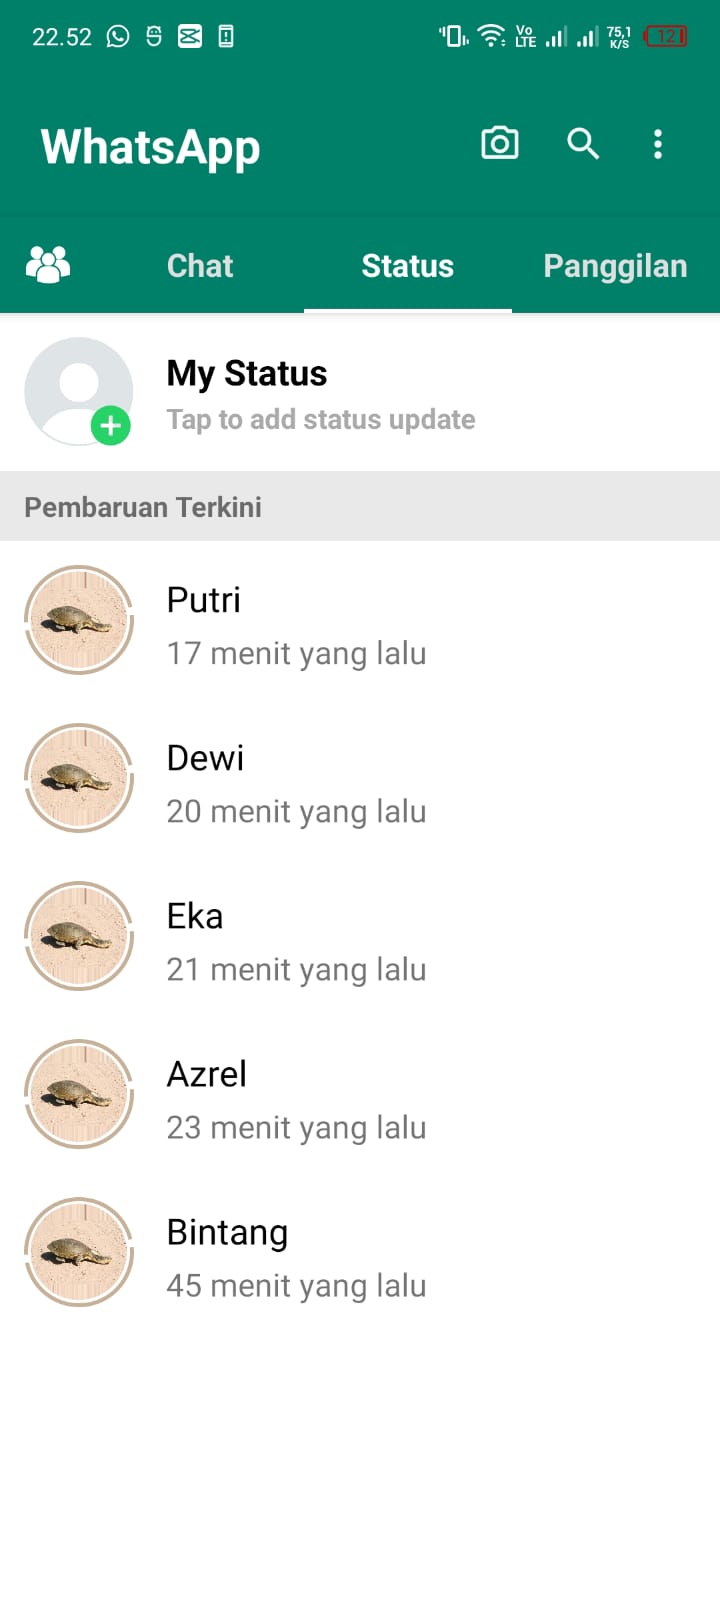 22.52
Vo LTE
75,1 K/S
12
WhatsApp
Chat Status Panggilan
My Status
Tap to add status update
Pembaruan Terkini
Putri
17 menit yang lalu
Dewi
20 menit yang lalu
Eka
21 menit yang lalu
Azrel
23 menit yang lalu
Bintang
45 menit yang lalu